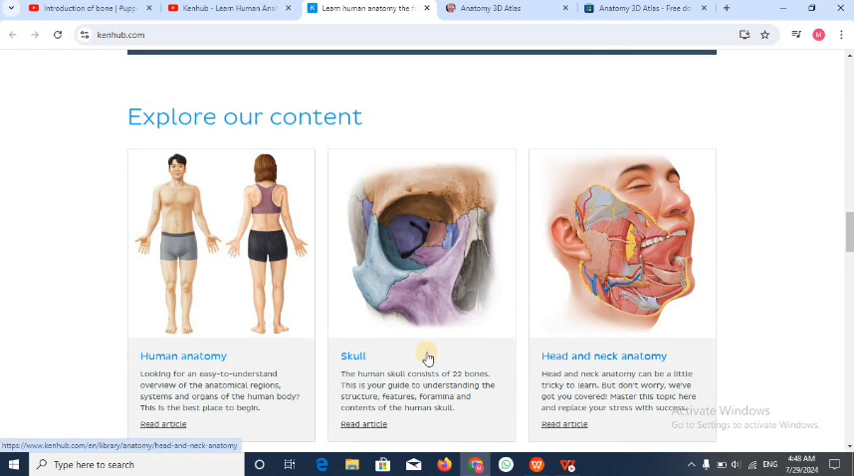 Introduction of bone | Pupp
Kenhub - Learn Human Anat
Learn human anatomy the f
Anatomy 3D Atlas
Anatomy 3D Atlas - Free do
kenhub.com
M
Explore our content
Human anatomy
Looking for an easy-to-understand
overview of the anatomical regions,
systems and organs of the human body?
This is the best place to begin.
Read article
Skull
The human skull consists of 22 bones.
This is your guide to understanding the
structure, features, foramina and
contents of the human skull.
Read article
Head and neck anatomy
Head and neck anatomy can be a little
tricky to learn. But don't worry, we've
got you covered! Master this topic here
and replace your stress with success.
Read article
Activate Windows
Go to Settings to activate Windows.
https://www.kenhub.com/en/library/anatomy/head-and-neck-anatomy
Type here to search
ENG
4:48 AM
7/29/2024